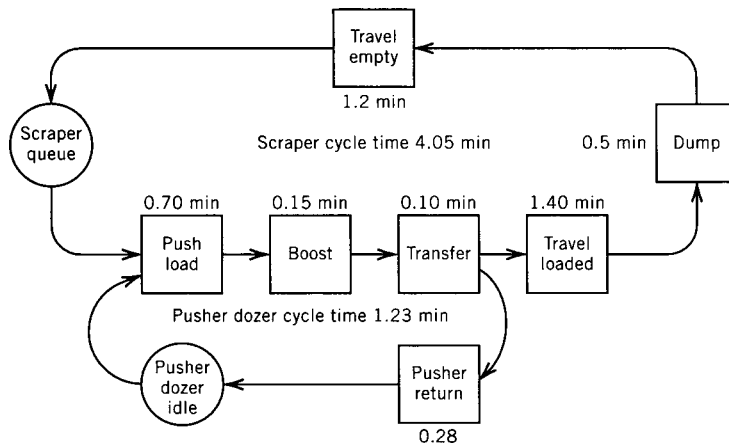 Travel
empty
1.2 min
Scraper
queue
Scraper cycle time 4.05 min
0.5 min
Dump
0.70 min
0.15 min
0.10 min
1.40 min
Push
load
Boost
Transfer
Travel
loaded
Pusher dozer cycle time 1.23 min
Pusher
dozer
idle
Pusher
return
0.28